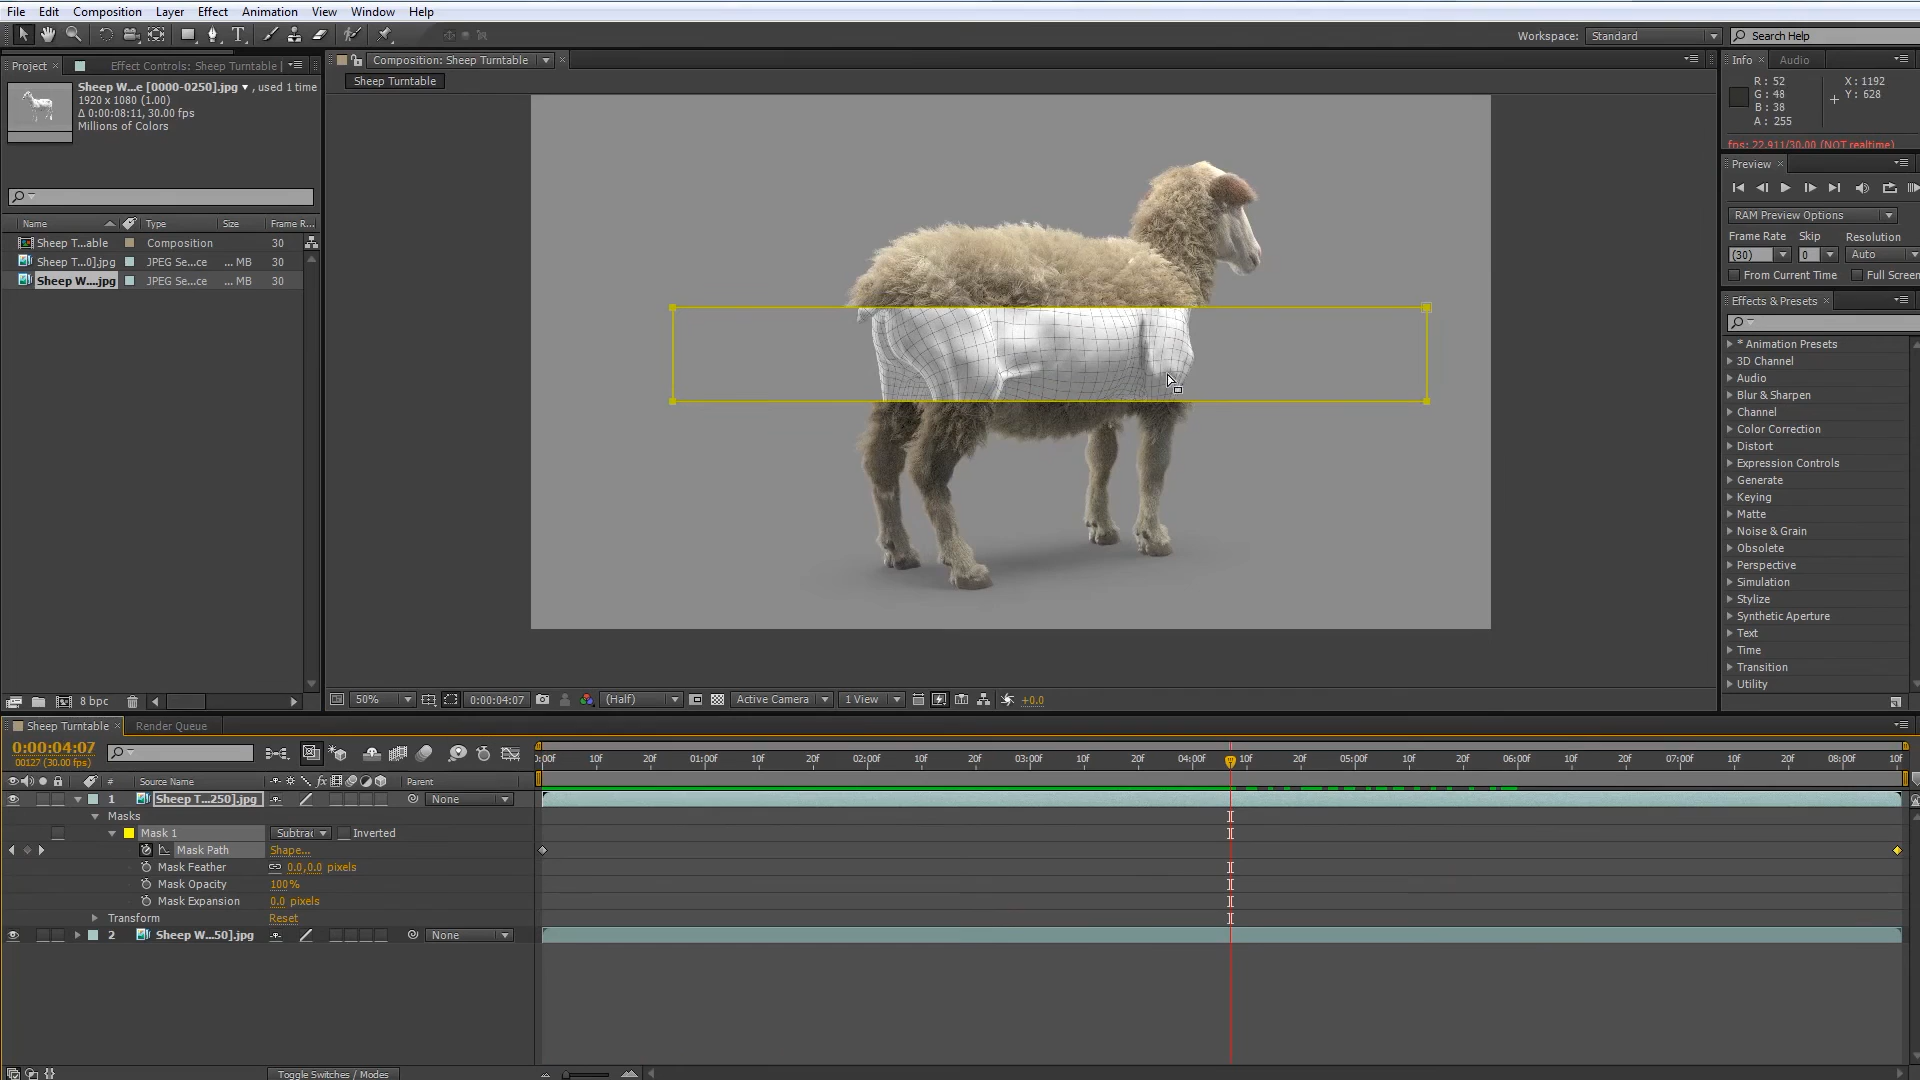 File Edit Composition Layer Effect Animation View Window Help
Workspace: Standard Search Help
Project Effect Controls: Sheep Turntable
Composition: Sheep Turntable
Sheep Turntable
Sheep W...e [0000-0250].jpg , used 1 time
1920 x 1080 (1.00)
Δ 0:00:08:11, 30.00 fps
Millions of Colors
Name Type Size Frame R...
Sheep T...able Composition 30
Sheep T...0].jpg JPEG Se...ce ... MB 30
Sheep W....jpg JPEG Se...ce ... MB 30
8 bpc
50% 0:00:04:07 (Half) Active Camera 1 View +0.0
Info Audio
R: 52 X: 1192
G: 48 Y: 628
B: 38
A: 255
fps: 22.911/30.00 (NOT realtime)
Preview
RAM Preview Options
Frame Rate Skip Resolution
(30) 0 Auto
From Current Time Full Screen
Effects & Presets
* Animation Presets
3D Channel
Audio
Blur & Sharpen
Channel
Color Correction
Distort
Expression Controls
Generate
Keying
Matte
Noise & Grain
Obsolete
Perspective
Simulation
Stylize
Synthetic Aperture
Text
Time
Transition
Utility
Sheep Turntable Render Queue
0:00:04:07
00127 (30.00 fps)
):00f 10f 20f 01:00f 10f 20f 02:00f 10f 20f 03:00f 10f 20f 04:00f 10f 20f 05:00f 10f 20f 06:00f 10f 20f 07:00f 10f 20f 08:00f 10f
# Source Name fx Parent
1 Sheep T...250].jpg None
Masks
Mask 1 Subtrac Inverted
Mask Path Shape...
Mask Feather 0.0,0.0 pixels
Mask Opacity 100%
Mask Expansion 0.0 pixels
Transform Reset
2 Sheep W...50].jpg None
Toggle Switches / Modes